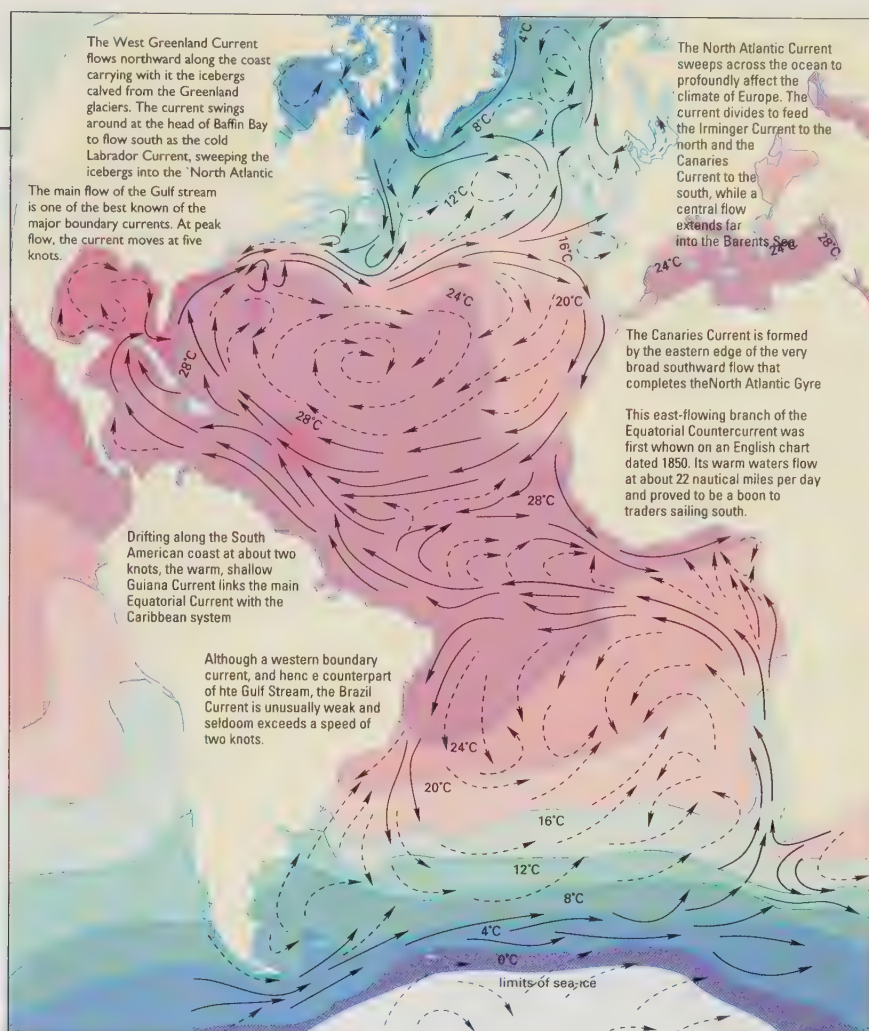 The West Greenland Current
flows northward along the coast
carrying with it the icebergs
calved from the Greenland
glaciers. The current swings
around at the head of Baffin Bay
to flow south as the cold
Labrador Current, sweeping the
icebergs into the `North Atlantic
The main flow of the Gulf stream
is one of the best known of the
major boundary currents. At peak
flow, the current moves at five
knots.
The North Atlantic Current
sweeps across the ocean to
profoundly affect the
climate of Europe. The
current divides to feed
the Irminger Current to the
north and the
Canaries
Current to the
south, while a
central flow
extends far
into the Barents Sea.
4°C
8°C
12°C
16°C
24°C
24°C
28°C
24°C
20°C
28°C
28°C
The Canaries Current is formed
by the eastern edge of the very
broad southward flow that
completes theNorth Atlantic Gyre
This east-flowing branch of the
Equatorial Countercurrent was
first whown on an English chart
dated 1850. Its warm waters flow
at about 22 nautical miles per day
and proved to be a boon to
traders sailing south.
28°C
Drifting along the South
American coast at about two
knots, the warm, shallow
Guiana Current links the main
Equatorial Current with the
Caribbean system
Although a western boundary
current, and henc e counterpart
of hte Gulf Stream, the Brazil
Current is unusually weak and
seldoom exceeds a speed of
two knots.
24°C
20°C
16°C
12°C
8°C
4°C
0°C
limits of sea-ice